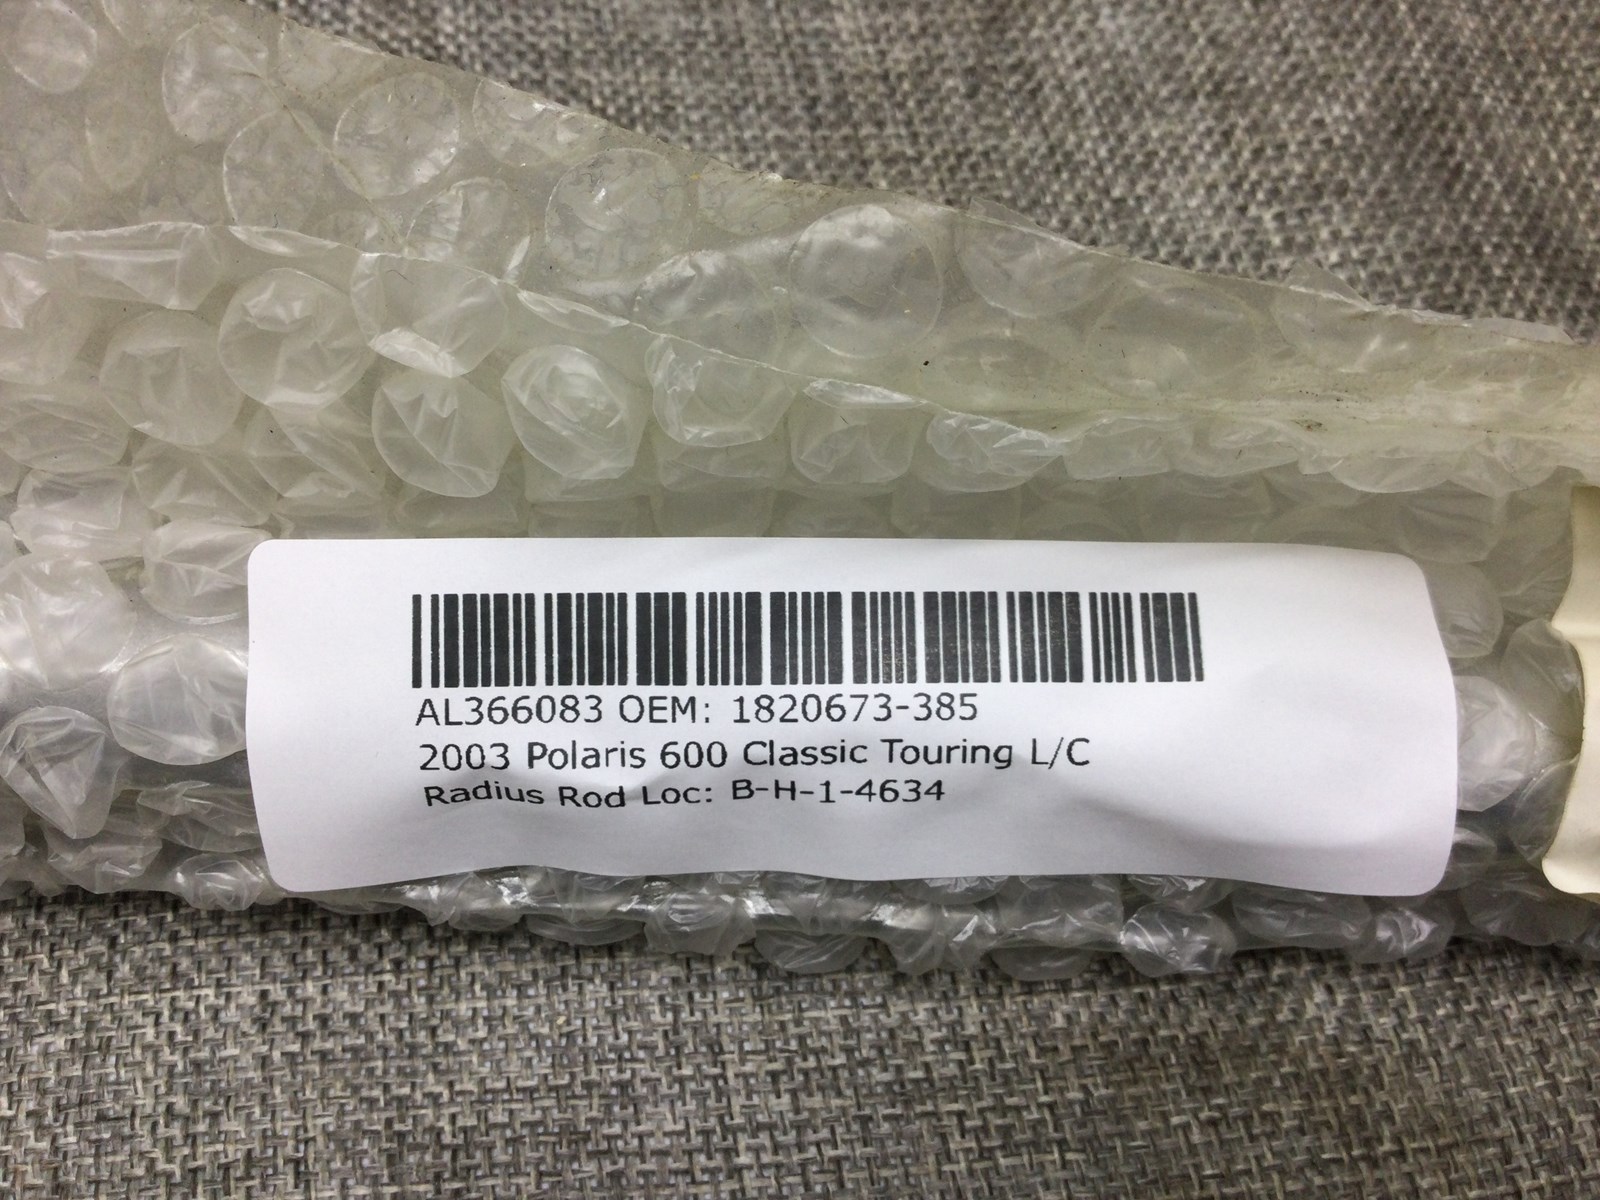 AL366083 OEM: 1820673-385
2003 Polaris 600 Classic Touring L/C
Radius Rod Loc: B-H-1-4634